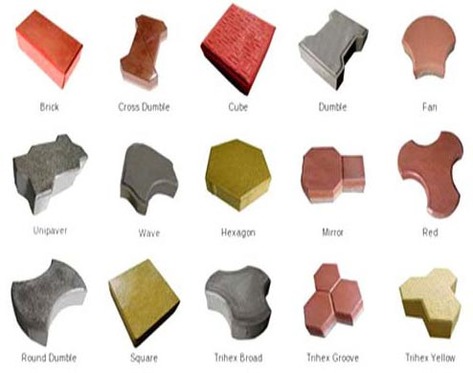 Brick
Cross Dumble
Cube
Dumble
Fan
Unipaver
Wave
Hexagon
Mirror
Red
Round Dumble
Square
Trihex Broad
Trihex Groove
Trihex Yellow